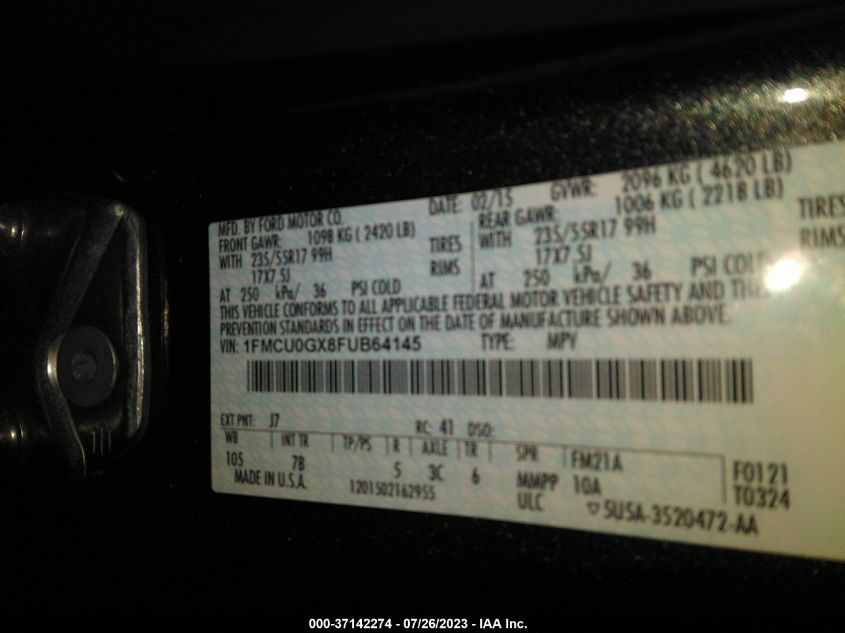 MFD. BY FORD MOTOR CO. DATE: 02/15 GVWR: 2096 KG ( 4620 LB)
FRONT GAWR: 1098 KG ( 2420 LB) REAR GAWR: 1006 KG ( 2218 LB)
WITH 235/55R17 99H TIRES WITH 235/55R17 99H TIRES
17X7.5J RIMS 17X7.5J RIMS
AT 250 kPa/ 36 PSI COLD AT 250 kPa/ 36 PSI COLD
THIS VEHICLE CONFORMS TO ALL APPLICABLE FEDERAL MOTOR VEHICLE SAFETY AND
PREVENTION STANDARDS IN EFFECT ON THE DATE OF MANUFACTURE SHOWN ABOVE.
VIN: 1FMCU0GX8FUB64145 TYPE: MPV
EXT PNT: J7 RC: 41 DSO:
WB INT TR TP/PS R AXLE TR SPR FM21A
105 7B 5 3C 6 MMPP 10A F0121
MADE IN U.S.A. 1201502162955 ULC T0324
5U5A-3520472-AA
000-37142274 / 07/26/2023 - IAA Inc.